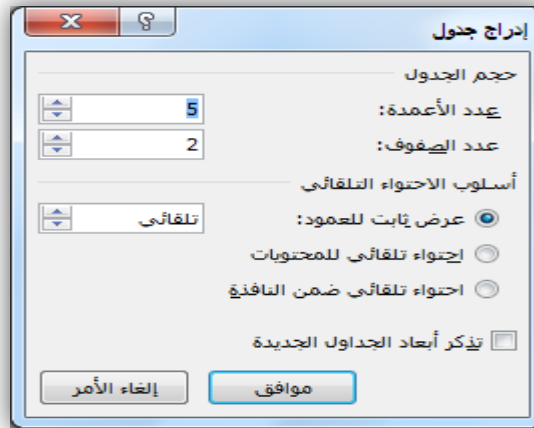 إدراج جدول
حجم الجدول
عدد الأعمدة: 5
عدد الصفوف: 2
أسلوب الاحتواء التلقائي
عرض ثابت للعمود: تلقائي
احتواء تلقائي للمحتويات
احتواء تلقائي ضمن النافذة
تذكر أبعاد الجداول الجديدة
موافق إلغاء الأمر